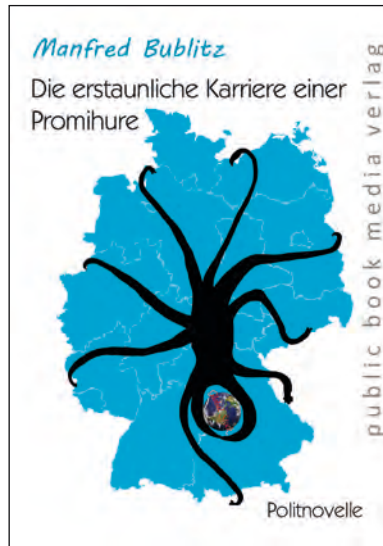 Manfred Bublitz
Die erstaunliche Karriere einer
Promihure
public book media verlag
Politnovelle